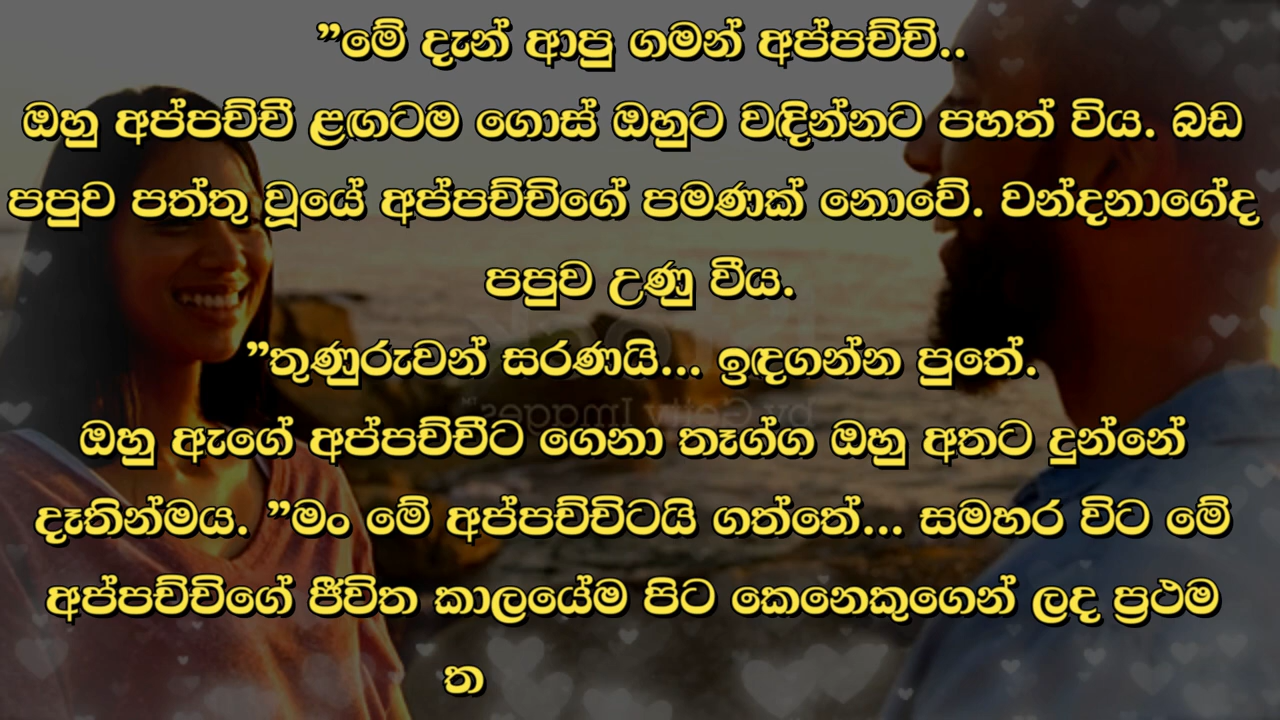 ”මේ දැන් ආපු ගමන් අප්පච්චි..
ඔහු අප්පච්චී ළඟටම ගොස් ඔහුට වඳින්නට පහත් විය. බඩ
පපුව පත්තු වූයේ අප්පච්චිගේ පමණක් නොවේ. වන්දනාගේද
පපුව උණු වීය.
”තුණුරුවන් සරණයි... ඉඳගන්න පුතේ.
ඔහු ඇගේ අප්පච්චීට ගෙනා තෑග්ග ඔහු අතට දුන්නේ
දෑතින්මය. ”මං මේ අප්පච්චිටයි ගත්තේ... සමහර විට මේ
අප්පච්චිගේ ජීවිත කාලයේම පිට කෙනෙකුගෙන් ලද ප්‍රථම
ත